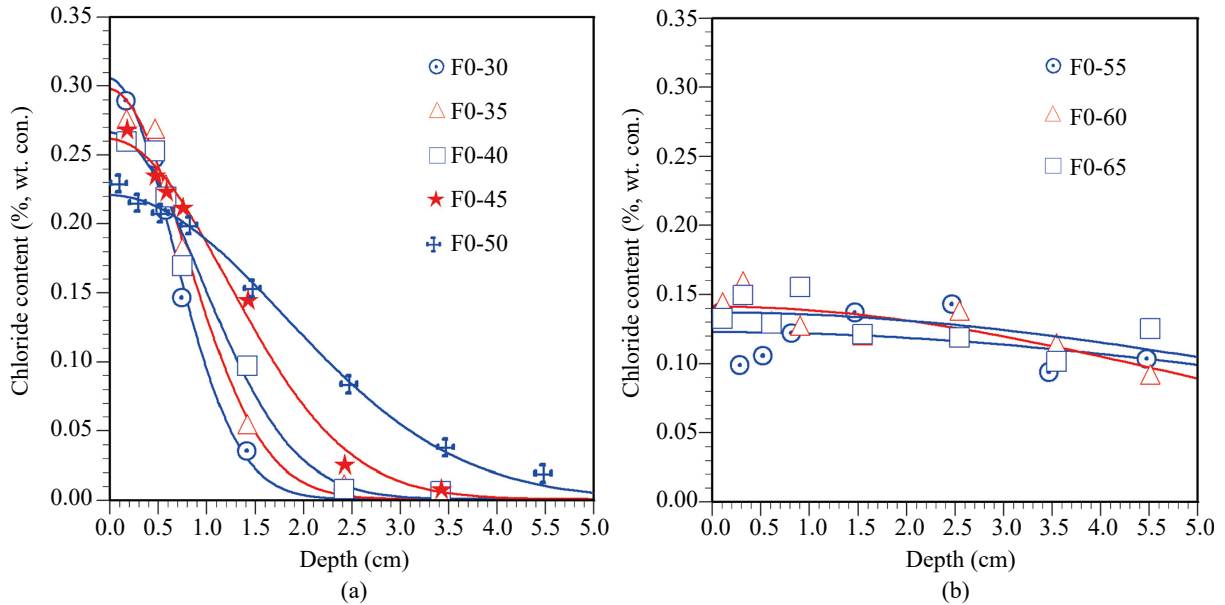 0.35
0.30
0.25
0.20
0.15
0.10
0.05
0.00
Chloride content (%, wt. con.)
F0-30
F0-35
F0-40
F0-45
F0-50
0.0 0.5 1.0 1.5 2.0 2.5 3.0 3.5 4.0 5.5 5.0
Depth (cm)
(a)
0.35
0.30
0.25
0.20
0.15
0.10
0.05
0.00
Chloride content (%, wt. con.)
F0-55
F0-60
F0-65
0.0 0.5 1.0 1.5 2.0 2.5 3.0 3.5 4.0 5.5 5.0
Depth (cm)
(b)